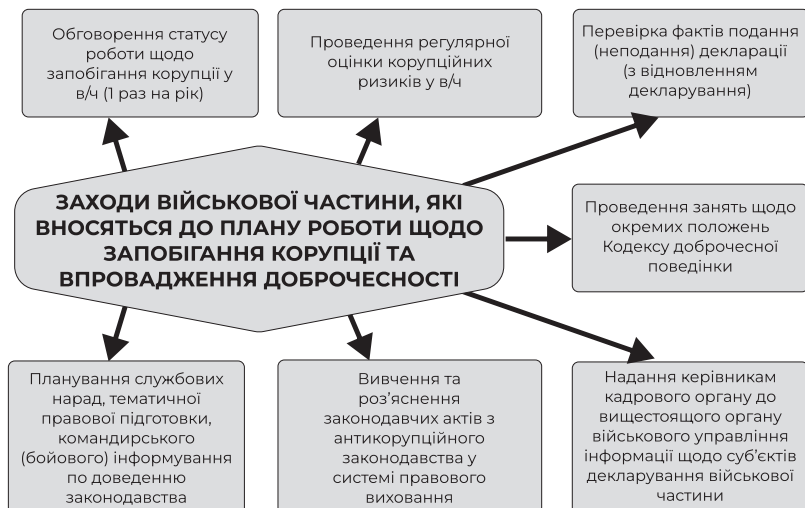 Обговорення статусу
роботи щодо
запобігання корупції у
в/ч (1 раз на рік)
Проведення регулярної
оцінки корупційних
ризиків у в/ч
Перевірка фактів подання
(неподання) декларації
(з відновленням
декларування)
ЗАХОДИ ВІЙСЬКОВОЇ ЧАСТИНИ, ЯКІ
ВНОСЯТЬСЯ ДО ПЛАНУ РОБОТИ ЩОДО
ЗАПОБІГАННЯ КОРУПЦІЇ ТА
ВПРОВАДЖЕННЯ ДОБРОЧЕСНОСТІ
Проведення занять щодо
окремих положень
Кодексу доброчесної
поведінки
Планування службових
нарад, тематичної
правової підготовки,
командирського
(бойового) інформування
по доведенню
законодавства
Вивчення та
роз’яснення
законодавчих актів з
антикорупційного
законодавства у
системі правового
виховання
Надання керівникам
кадрового органу до
вищестоящого органу
військового управління
інформації щодо суб’єктів
декларування військової
частини